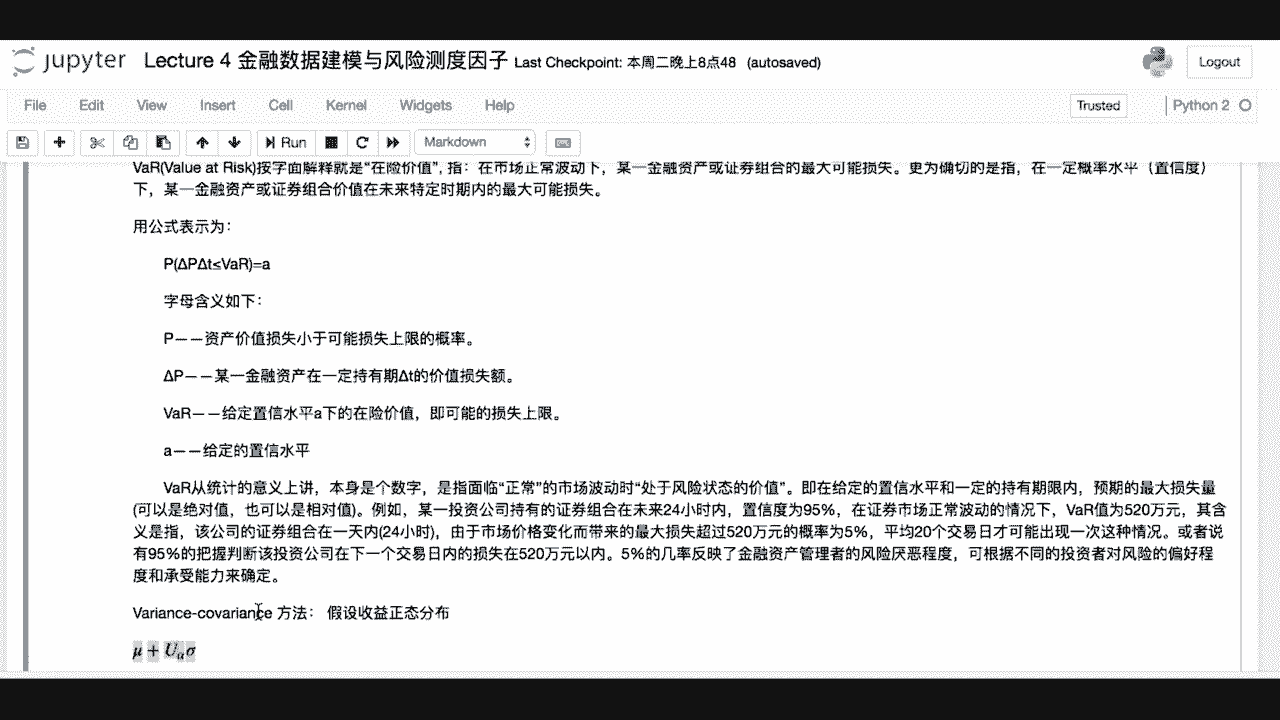 jupyter Lecture 4 金融数据建模与风险测度因子 Last Checkpoint: 本周二晚上8点48 (autosaved) Logout
File Edit View Insert Cell Kernel Widgets Help Trusted Python 2
Run Markdown
VaR(Value at Risk)按字面解释就是“在险价值”, 指：在市场正常波动下，某一金融资产或证券组合的最大可能损失。更为确切的是指，在一定概率水平（置信度）
下，某一金融资产或证券组合价值在未来特定时期内的最大可能损失。
用公式表示为：
P(ΔPΔt≤VaR)=a
字母含义如下：
P——资产价值损失小于可能损失上限的概率。
ΔP——某一金融资产在一定持有期Δt的价值损失额。
VaR——给定置信水平a下的在险价值，即可能的损失上限。
a——给定的置信水平
VaR从统计的意义上讲，本身是个数字，是指面临“正常”的市场波动时“处于风险状态的价值”。即在给定的置信水平和一定的持有期限内，预期的最大损失量
(可以是绝对值，也可以是相对值)。例如，某一投资公司持有的证券组合在未来24小时内，置信度为95%，在证券市场正常波动的情况下，VaR值为520万元，其含
义是指，该公司的证券组合在一天内(24小时)，由于市场价格变化而带来的最大损失超过520万元的概率为5%，平均20个交易日才可能出现一次这种情况。或者说
有95%的把握判断该投资公司在下一个交易日内的损失在520万元以内。5%的几率反映了金融资产管理者的风险厌恶程度，可根据不同的投资者对风险的偏好程
度和承受能力来确定。
Variance-covariance 方法： 假设收益正态分布
μ + Uₐσ